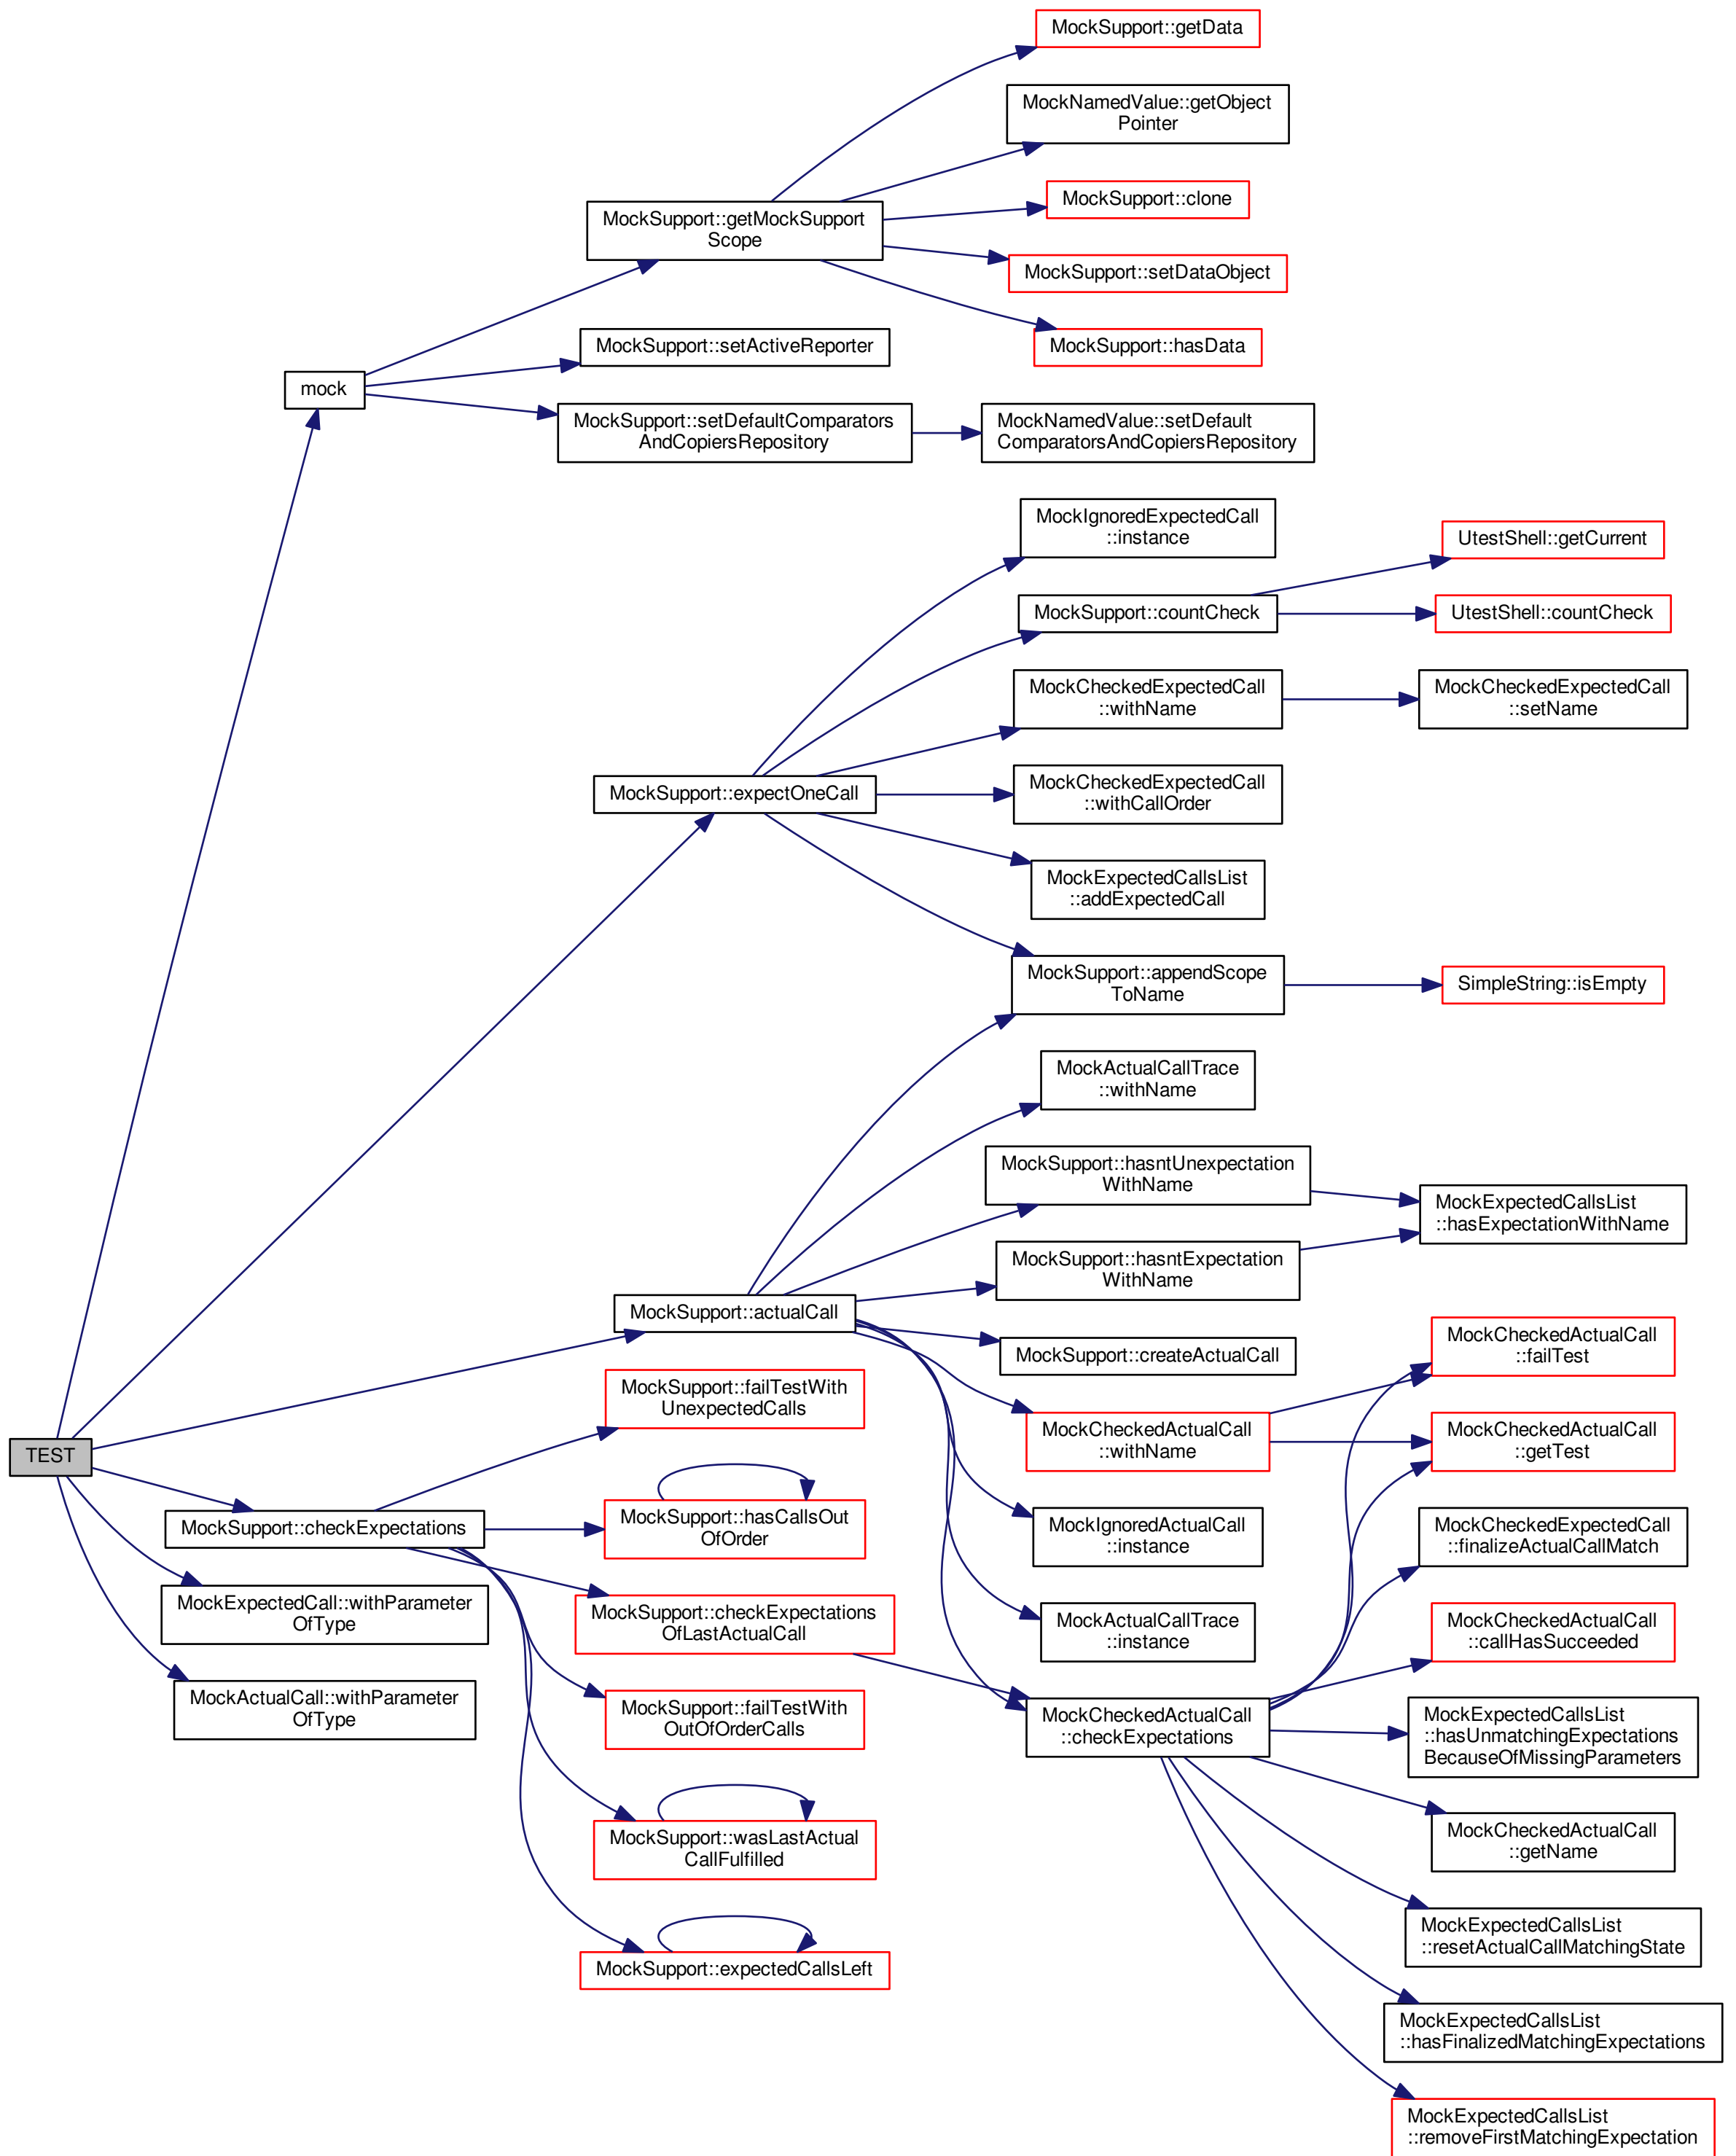 MockSupport::getData
MockNamedValue::getObject
Pointer
MockSupport::getMockSupport
Scope
MockSupport::clone
MockSupport::setDataObject
MockSupport::hasData
MockSupport::setActiveReporter
mock
MockSupport::setDefaultComparators
AndCopiersRepository
MockNamedValue::setDefault
ComparatorsAndCopiersRepository
MockIgnoredExpectedCall
::instance
UtestShell::getCurrent
MockSupport::countCheck
UtestShell::countCheck
MockCheckedExpectedCall
::withName
MockCheckedExpectedCall
::setName
MockSupport::expectOneCall
MockCheckedExpectedCall
::withCallOrder
MockExpectedCallsList
::addExpectedCall
MockSupport::appendScope
ToName
SimpleString::isEmpty
MockActualCallTrace
::withName
MockSupport::hasntUnexpectation
WithName
MockExpectedCallsList
::hasExpectationWithName
MockSupport::hasntExpectation
WithName
MockSupport::actualCall
MockSupport::createActualCall
MockCheckedActualCall
::failTest
MockSupport::failTestWith
UnexpectedCalls
MockCheckedActualCall
::withName
MockCheckedActualCall
::getTest
TEST
MockSupport::checkExpectations
MockSupport::hasCallsOut
OfOrder
MockIgnoredActualCall
::instance
MockCheckedExpectedCall
::finalizeActualCallMatch
MockExpectedCall::withParameter
OfType
MockSupport::checkExpectations
OfLastActualCall
MockActualCallTrace
::instance
MockCheckedActualCall
::callHasSucceeded
MockActualCall::withParameter
OfType
MockSupport::failTestWith
OutOfOrderCalls
MockCheckedActualCall
::checkExpectations
MockExpectedCallsList
::hasUnmatchingExpectations
BecauseOfMissingParameters
MockSupport::wasLastActual
CallFulfilled
MockCheckedActualCall
::getName
MockSupport::expectedCallsLeft
MockExpectedCallsList
::resetActualCallMatchingState
MockExpectedCallsList
::hasFinalizedMatchingExpectations
MockExpectedCallsList
::removeFirstMatchingExpectation